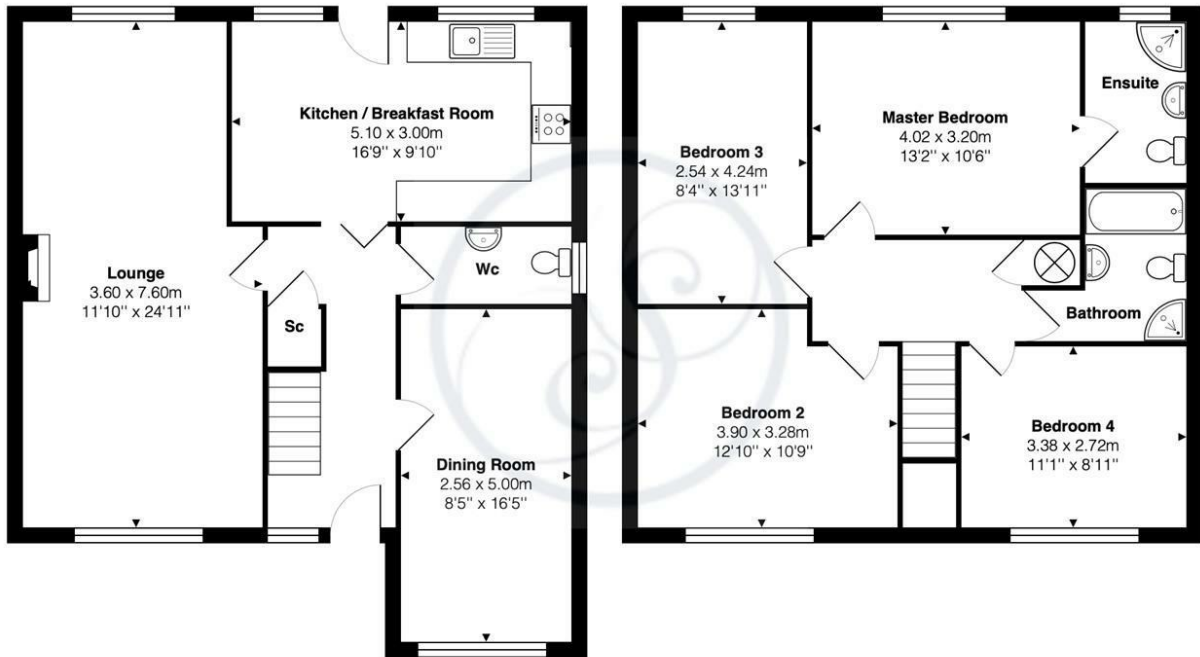 Kitchen / Breakfast Room
5.10 x 3.00m
16'9'' x 9'10''
Lounge
3.60 x 7.60m
11'10'' x 24'11''
Wc
Sc
Dining Room
2.56 x 5.00m
8'5'' x 16'5''
Bedroom 3
2.54 x 4.24m
8'4'' x 13'11''
Master Bedroom
4.02 x 3.20m
13'2'' x 10'6''
Ensuite
Bathroom
Bedroom 2
3.90 x 3.28m
12'10'' x 10'9''
Bedroom 4
3.38 x 2.72m
11'1'' x 8'11''